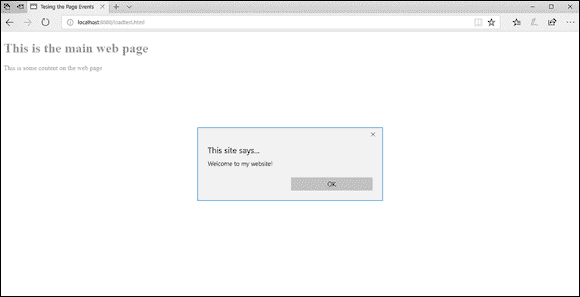 Tesing the Page Events
localhost:8080/loadtest.html
This is the main web page
This is some content on the web page
This site says...
Welcome to my website!
OK